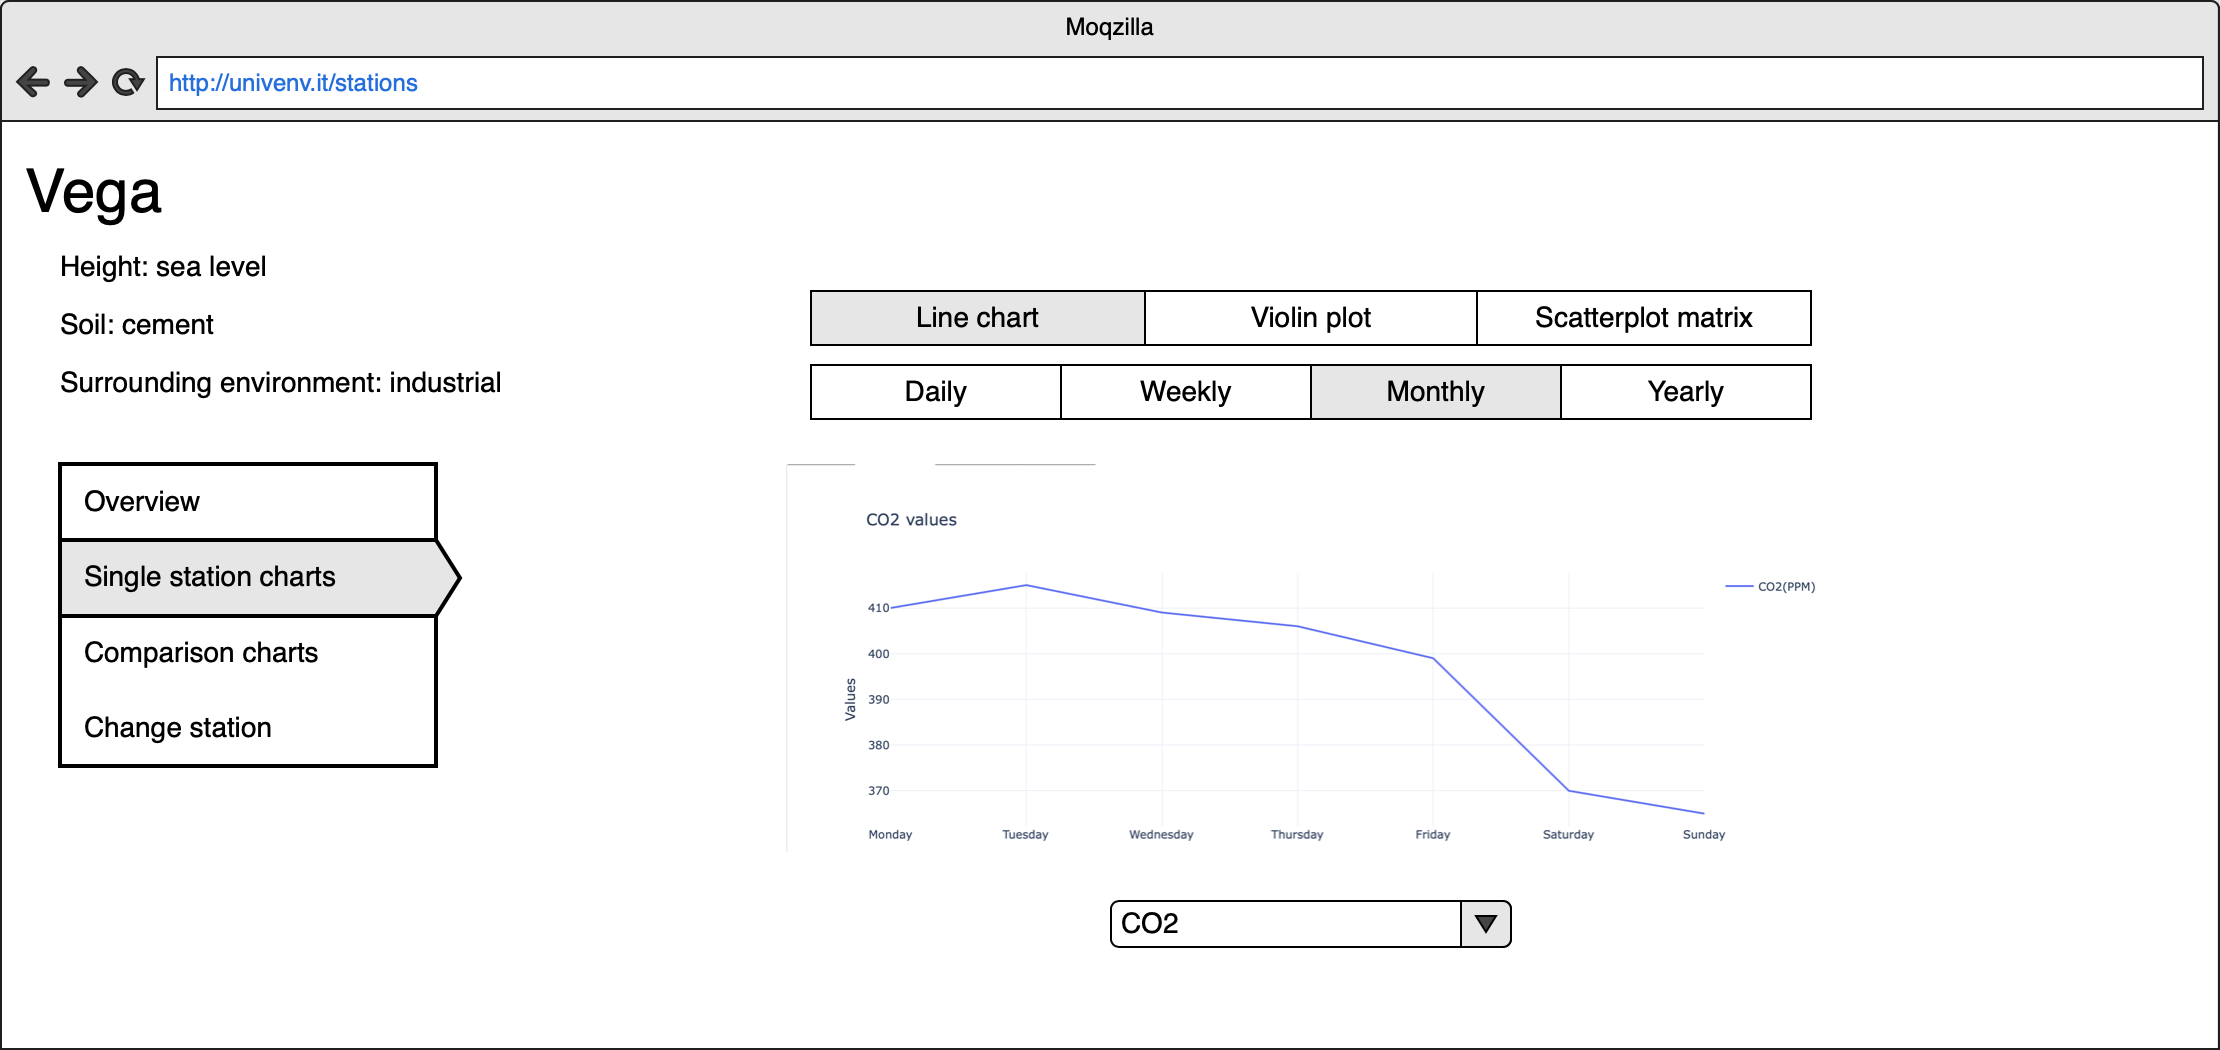 Moqzilla
http://univenv.it/stations
Vega
Height: sea level
Soil: cement
Surrounding environment: industrial
Overview
Single station charts
Comparison charts
Change station
Line chart Violin plot Scatterplot matrix
Daily Weekly Monthly Yearly
CO2 values
CO2(PPM)
Values
410
400
390
380
370
Monday Tuesday Wednesday Thursday Friday Saturday Sunday
CO2